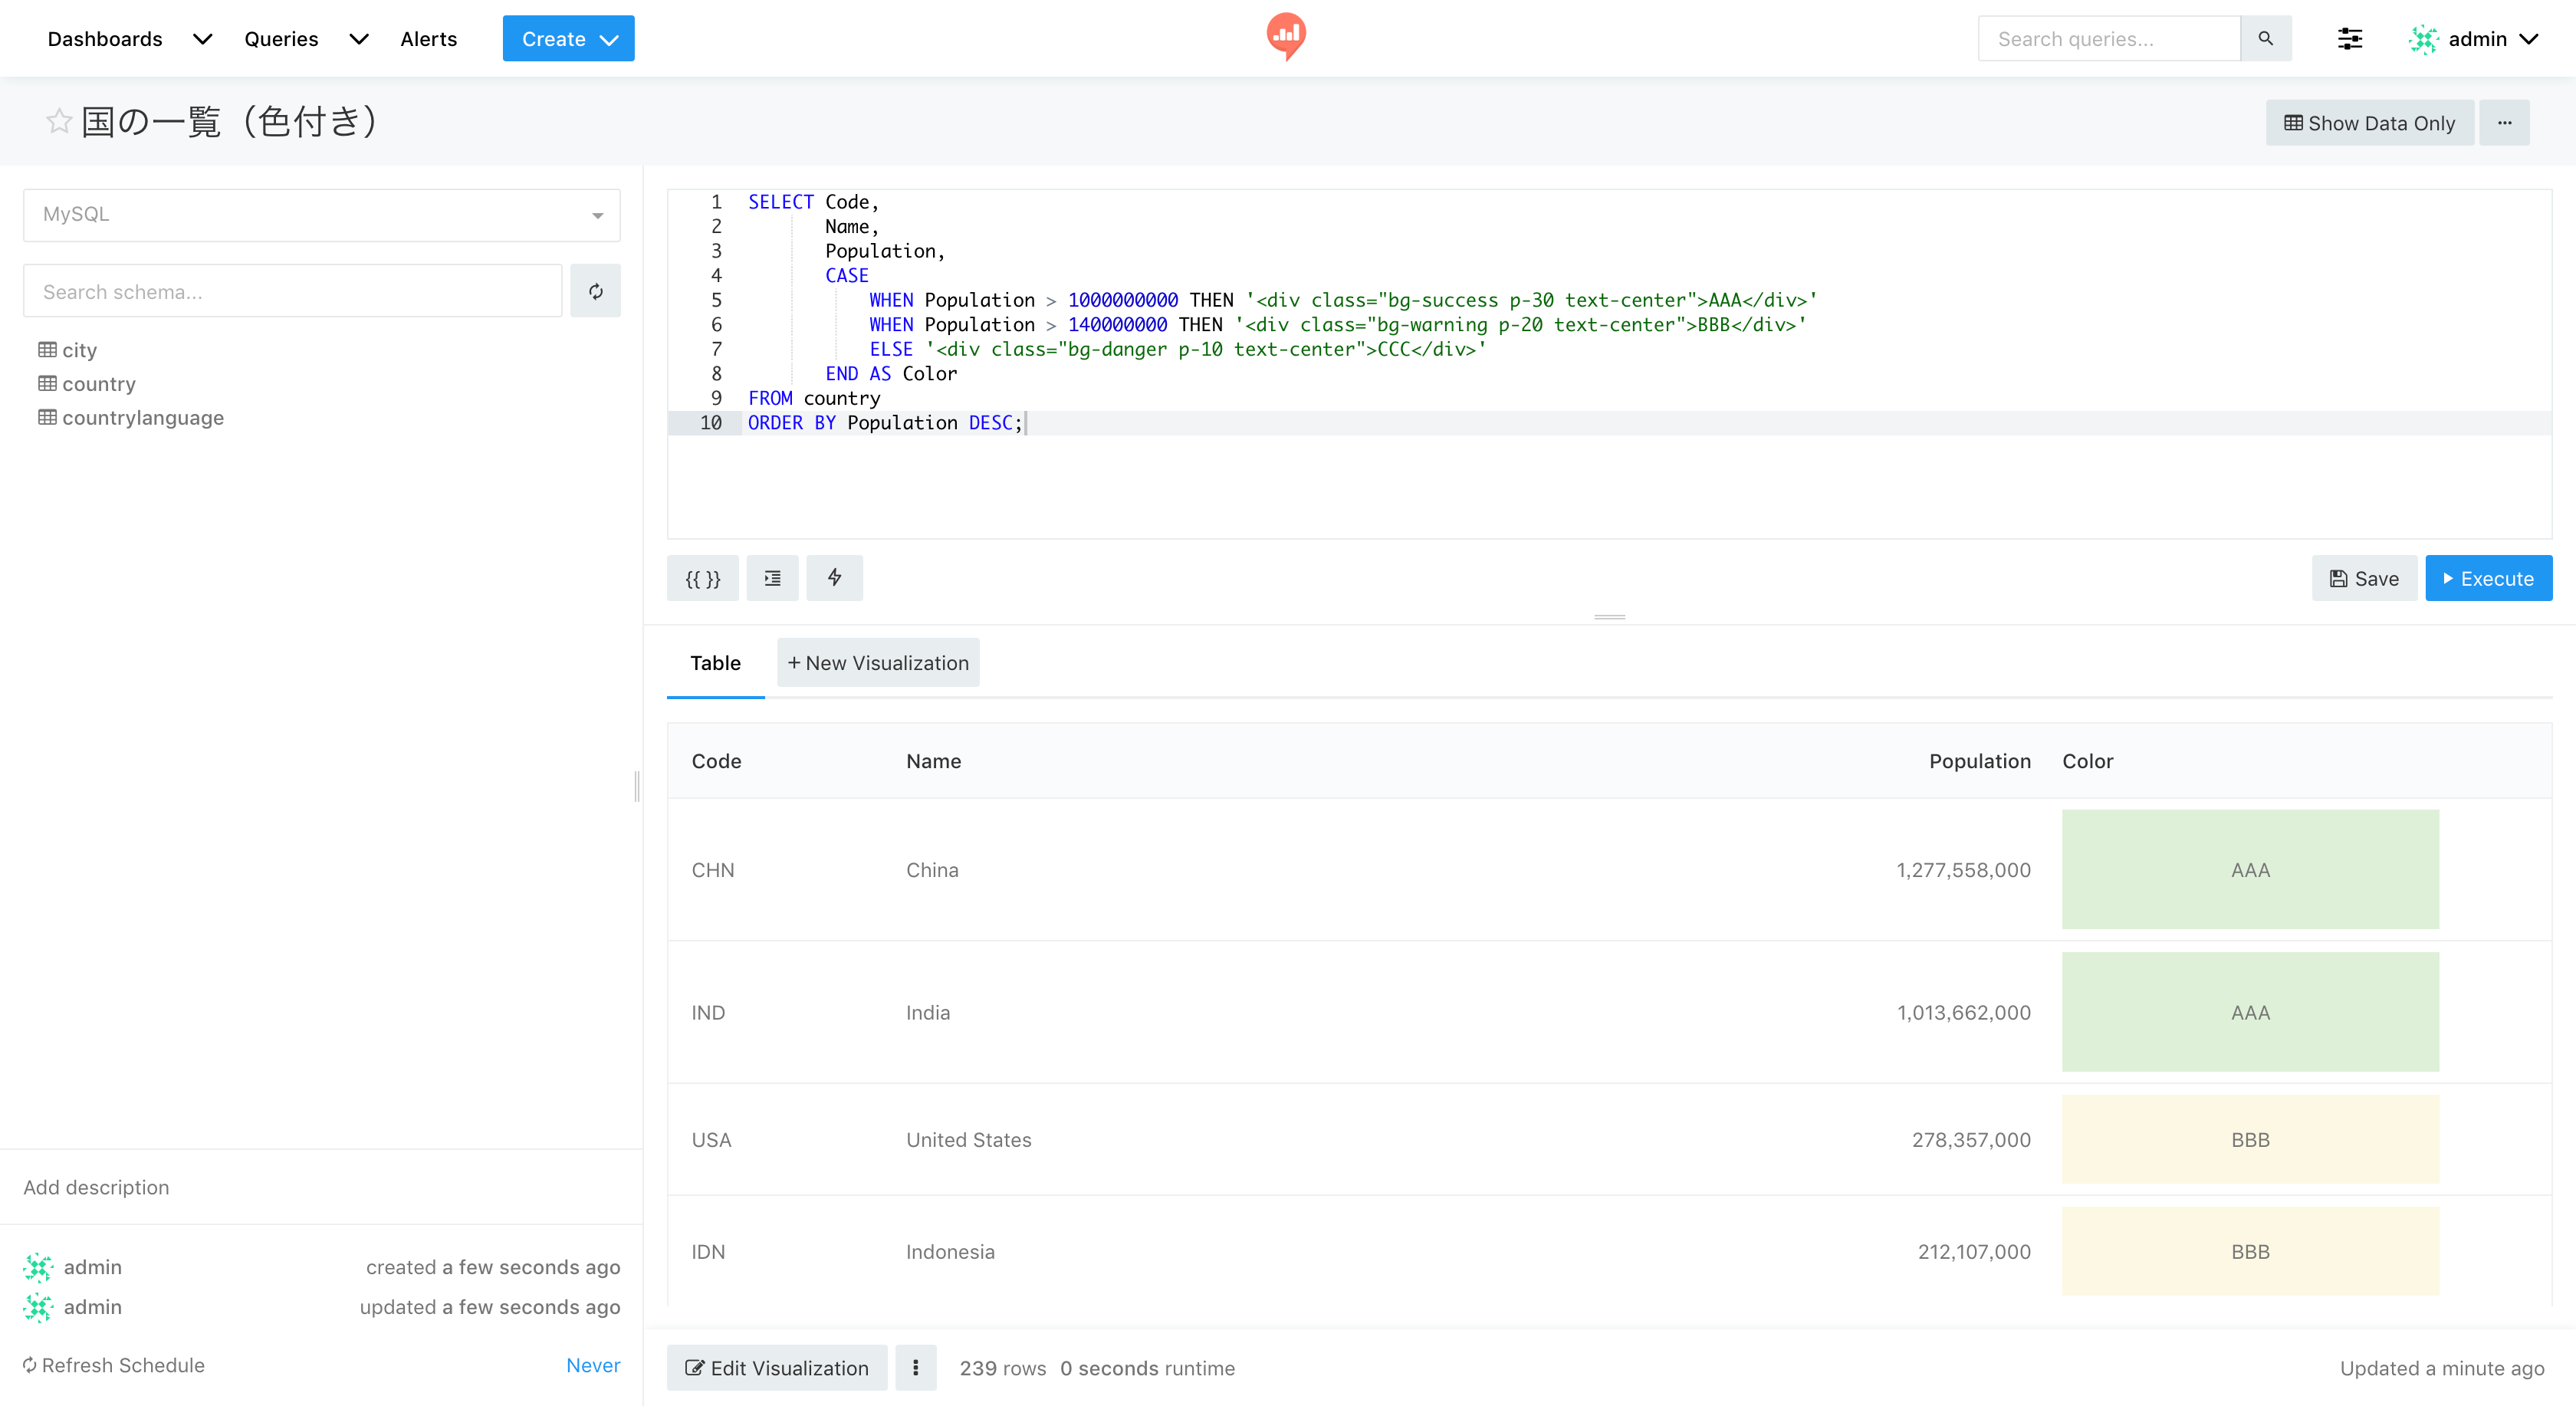 Dashboards Queries Alerts Create Search queries... admin
国の一覧（色付き）
Show Data Only ...
MySQL
Search schema...
city
country
countrylanguage
1 SELECT Code,
2 Name,
3 Population,
4 CASE
5 WHEN Population > 1000000000 THEN '<div class="bg-success p-30 text-center">AAA</div>'
6 WHEN Population > 140000000 THEN '<div class="bg-warning p-20 text-center">BBB</div>'
7 ELSE '<div class="bg-danger p-10 text-center">CCC</div>'
8 END AS Color
9 FROM country
10 ORDER BY Population DESC;
{{ }} Save Execute
Table + New Visualization
Code Name Population Color
CHN China 1,277,558,000 AAA
IND India 1,013,662,000 AAA
USA United States 278,357,000 BBB
IDN Indonesia 212,107,000 BBB
Add description
admin created a few seconds ago
admin updated a few seconds ago
Refresh Schedule Never
Edit Visualization 239 rows 0 seconds runtime Updated a minute ago